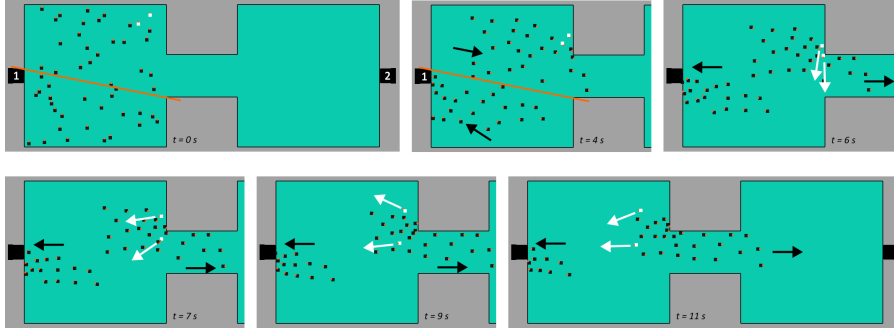 1
2
t = 0 s
1
t = 4 s
t = 6 s
t = 7 s
t = 9 s
t = 11 s